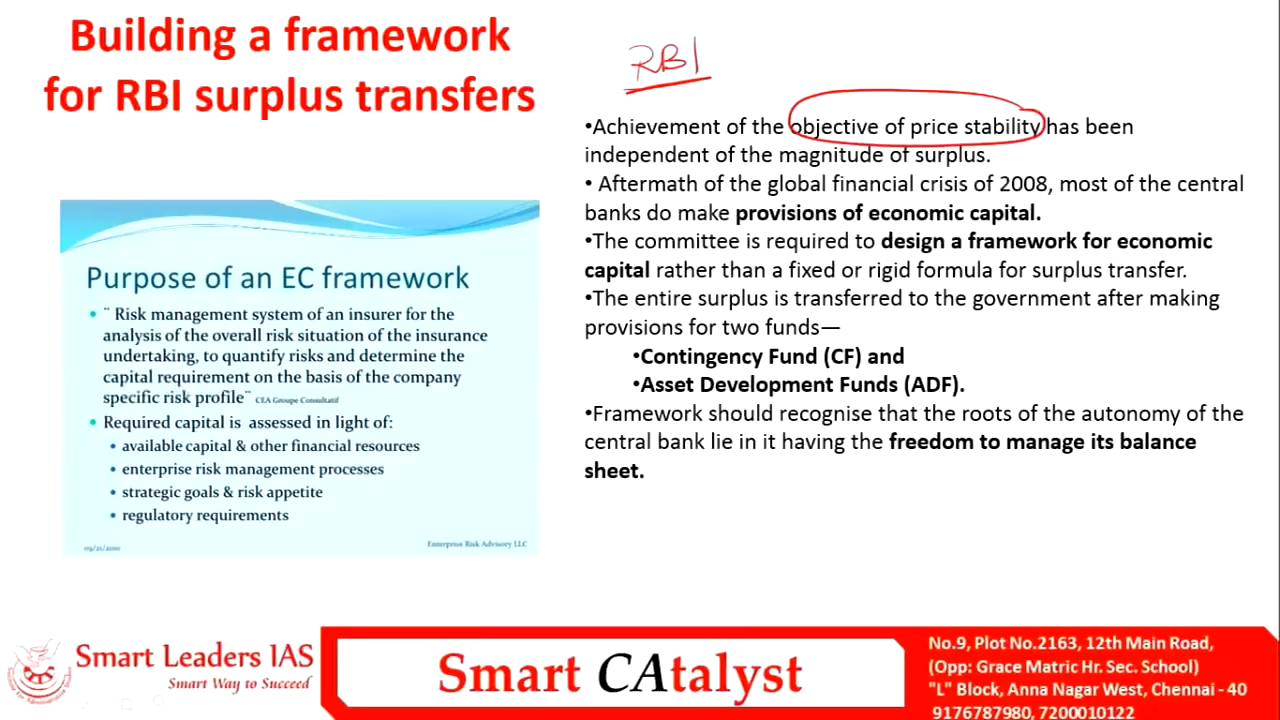 Building a framework
for RBI surplus transfers
RBI
•Achievement of the objective of price stability has been
independent of the magnitude of surplus.
• Aftermath of the global financial crisis of 2008, most of the central
banks do make provisions of economic capital.
•The committee is required to design a framework for economic
capital rather than a fixed or rigid formula for surplus transfer.
•The entire surplus is transferred to the government after making
provisions for two funds—
•Contingency Fund (CF) and
•Asset Development Funds (ADF).
•Framework should recognise that the roots of the autonomy of the
central bank lie in it having the freedom to manage its balance
sheet.
Purpose of an EC framework
• ¨ Risk management system of an insurer for the
analysis of the overall risk situation of the insurance
undertaking, to quantify risks and determine the
capital requirement on the basis of the company
specific risk profile¨ CEA Groupe Consultatif
• Required capital is assessed in light of:
• available capital & other financial resources
• enterprise risk management processes
• strategic goals & risk appetite
• regulatory requirements
09/21/2010
Enterprise Risk Advisory LLC
Smart Leaders IAS
Smart Way to Succeed
Smart CAtalyst
No.9, Plot No.2163, 12th Main Road,
(Opp: Grace Matric Hr. Sec. School)
"L" Block, Anna Nagar West, Chennai - 40
9176787980, 7200010122